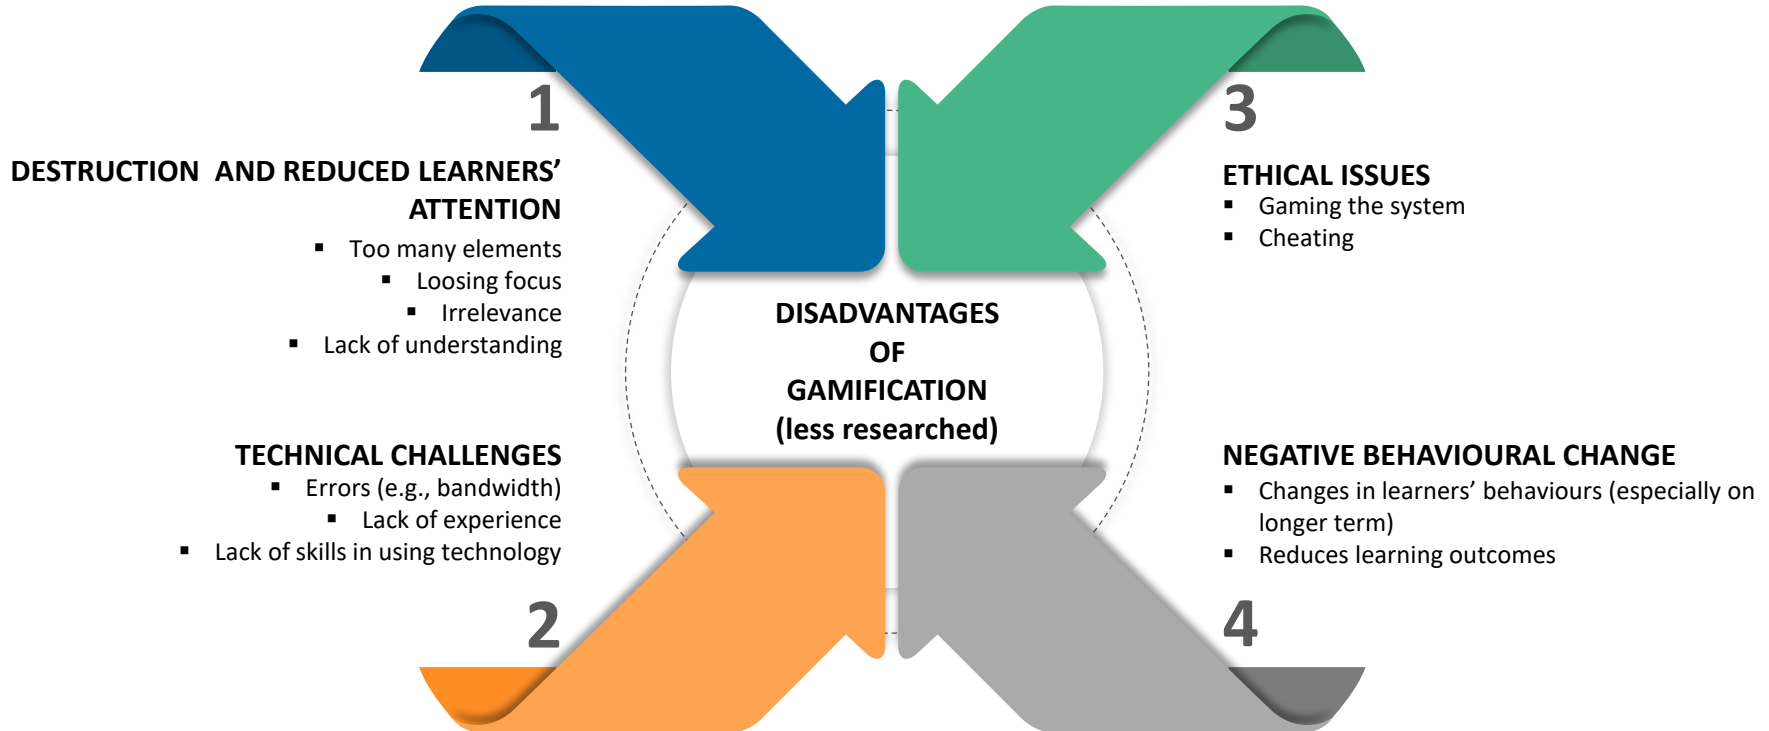 1
DESTRUCTION AND REDUCED LEARNERS’
ATTENTION
▪ Too many elements
▪ Loosing focus
▪ Irrelevance
▪ Lack of understanding
TECHNICAL CHALLENGES
▪ Errors (e.g., bandwidth)
▪ Lack of experience
▪ Lack of skills in using technology
2
DISADVANTAGES
OF
GAMIFICATION
(less researched)
3
ETHICAL ISSUES
▪ Gaming the system
▪ Cheating
NEGATIVE BEHAVIOURAL CHANGE
▪ Changes in learners’ behaviours (especially on
longer term)
▪ Reduces learning outcomes
4